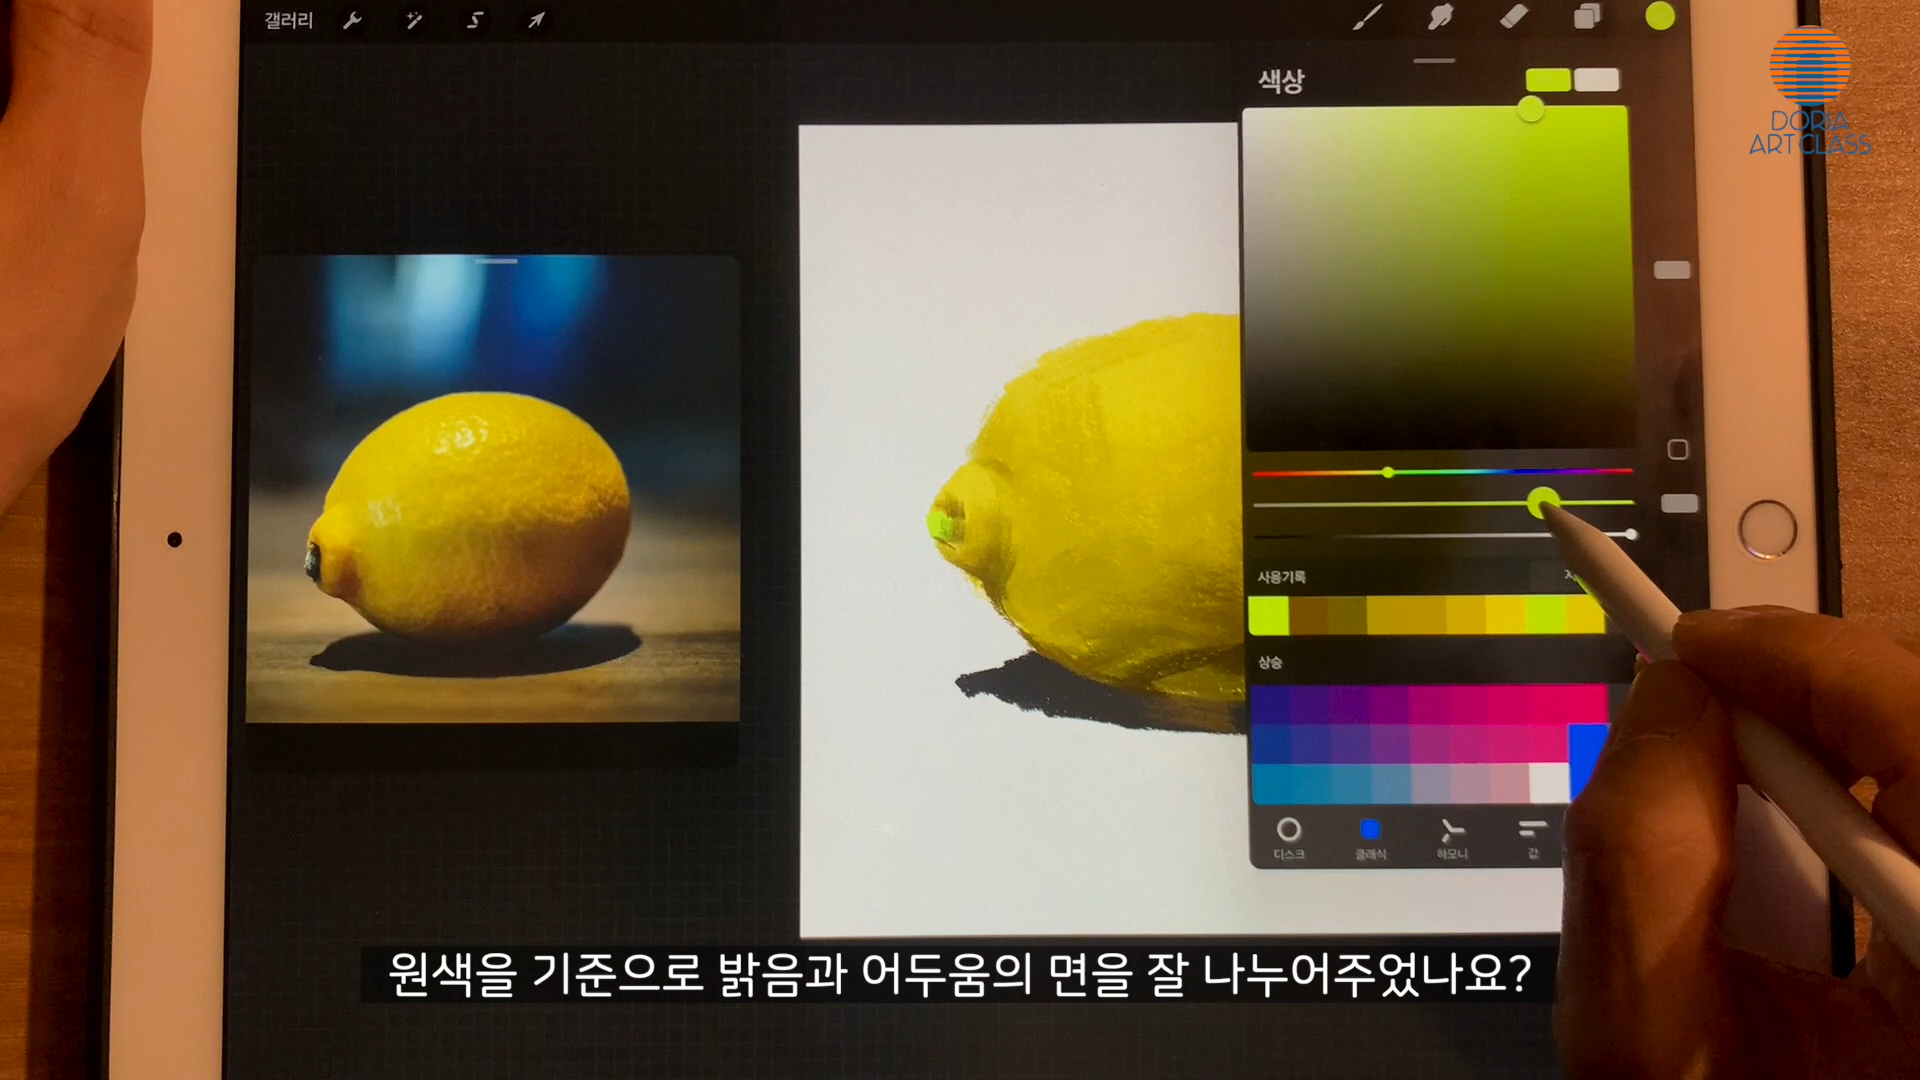 갤러리
색상
DORIA
ART CLASS
사용기록
상승
디스크
클래식
하모니
값
원색을 기준으로 밝음과 어두움의 면을 잘 나누어주었나요?